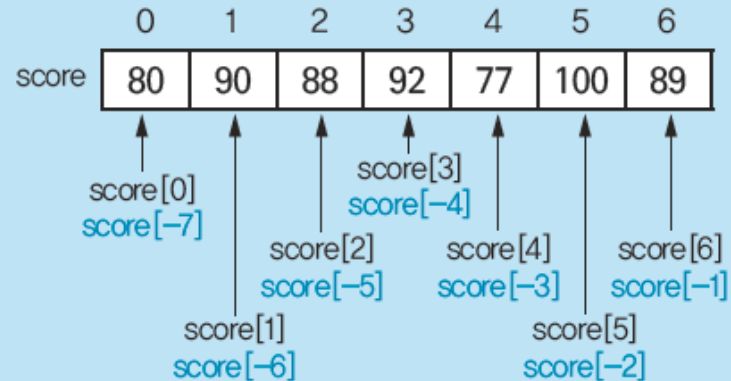 0 1 2 3 4 5 6
score 80 90 88 92 77 100 89
score[0]
score[−7]
score[1]
score[−6]
score[2]
score[−5]
score[3]
score[−4]
score[4]
score[−3]
score[5]
score[−2]
score[6]
score[−1]